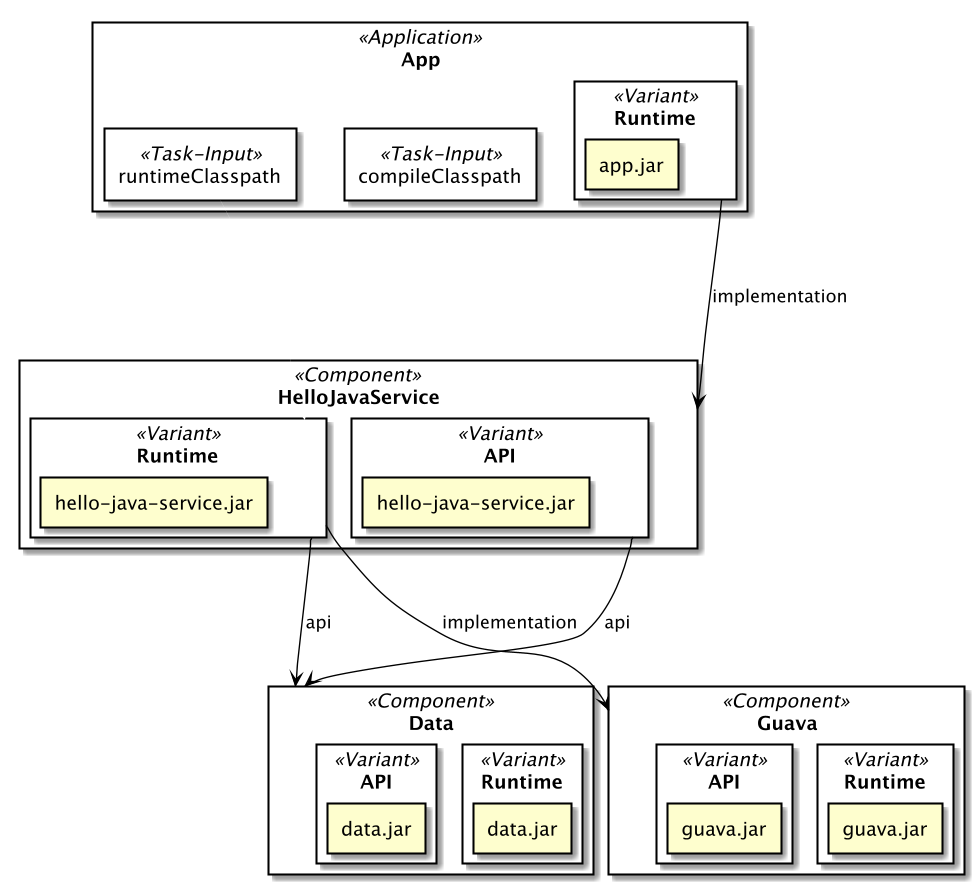 «Application»
App
«Task-Input»
runtimeClasspath
«Task-Input»
compileClasspath
«Variant»
Runtime
app.jar
implementation
«Component»
HelloJavaService
«Variant»
Runtime
hello-java-service.jar
«Variant»
API
hello-java-service.jar
api
implementation
api
«Component»
Data
«Variant»
API
data.jar
«Variant»
Runtime
data.jar
«Component»
Guava
«Variant»
API
guava.jar
«Variant»
Runtime
guava.jar